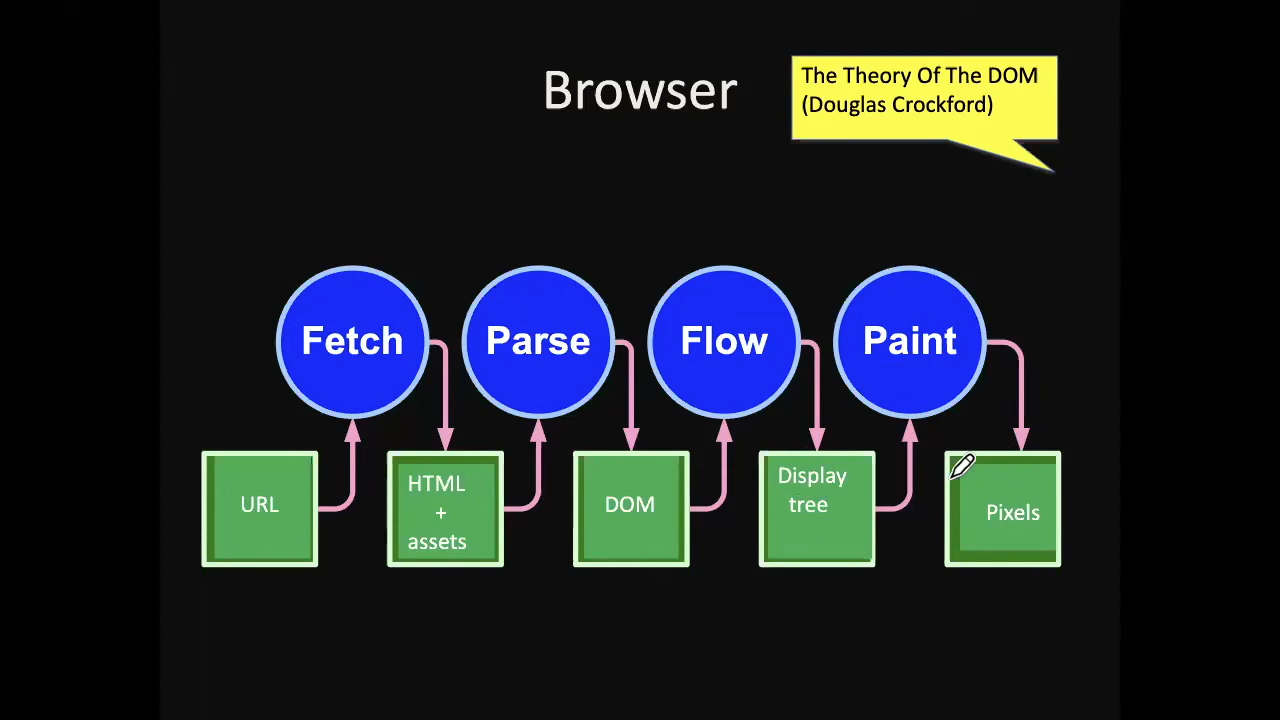 Browser
The Theory Of The DOM
(Douglas Crockford)
Fetch
Parse
Flow
Paint
URL
HTML
+
assets
DOM
Display
tree
Pixels